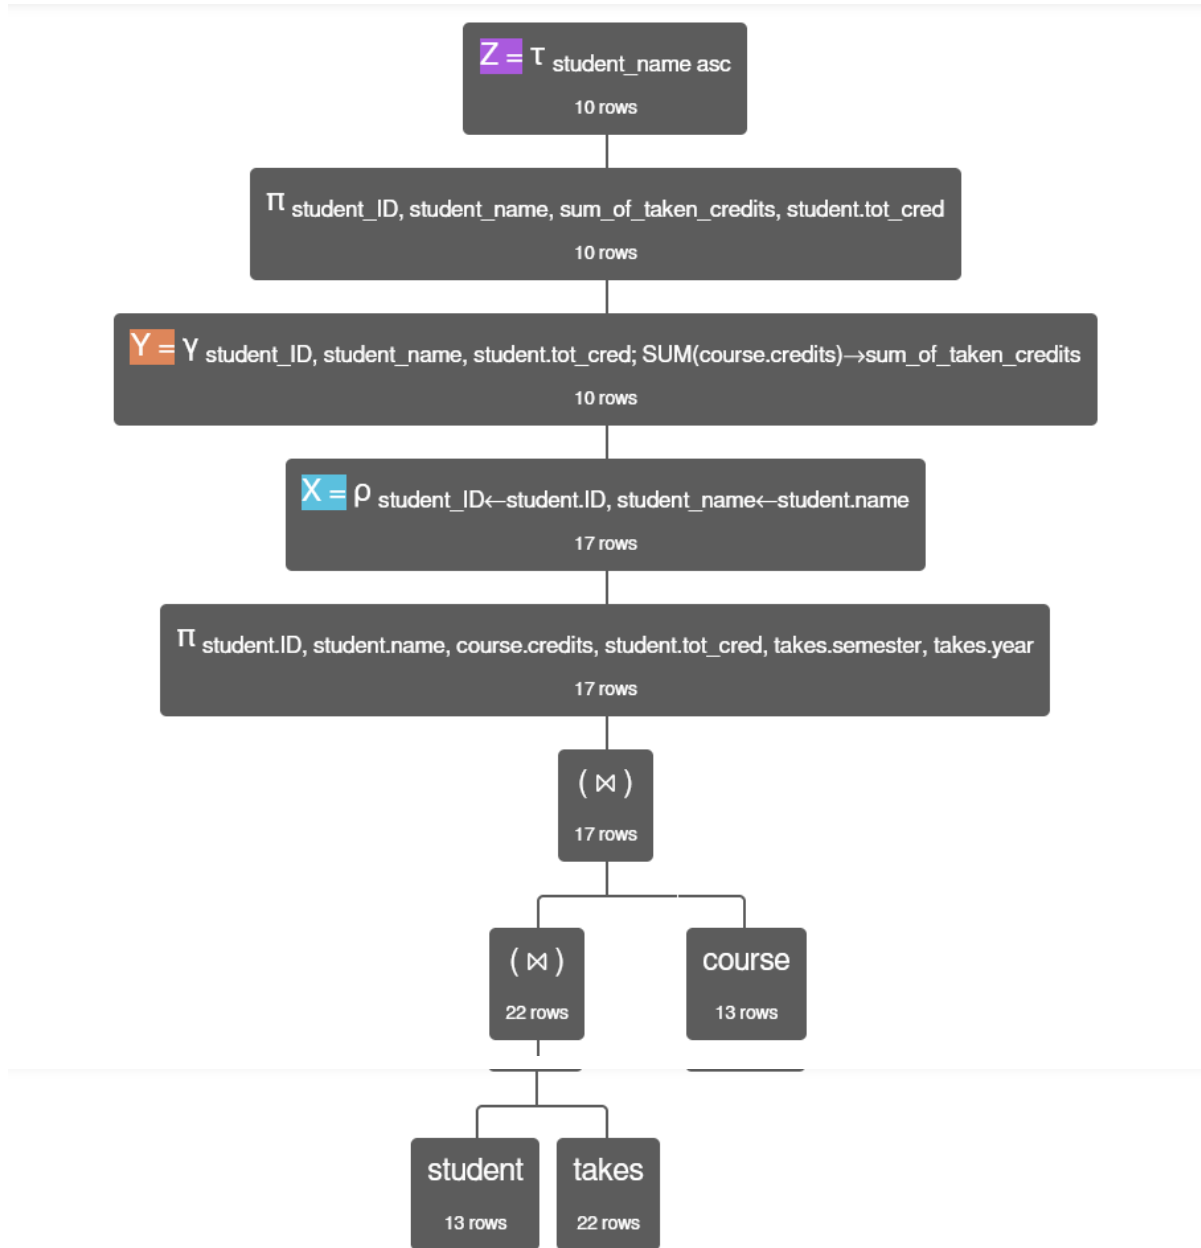 Z = τ student_name asc
10 rows
π student_ID, student_name, sum_of_taken_credits, student.tot_cred
10 rows
Y = γ student_ID, student_name, student.tot_cred; SUM(course.credits)→sum_of_taken_credits
10 rows
X = ρ student_ID←student.ID, student_name←student.name
17 rows
π student.ID, student.name, course.credits, student.tot_cred, takes.semester, takes.year
17 rows
( ⋈ )
17 rows
( ⋈ )
22 rows
course
13 rows
student
13 rows
takes
22 rows